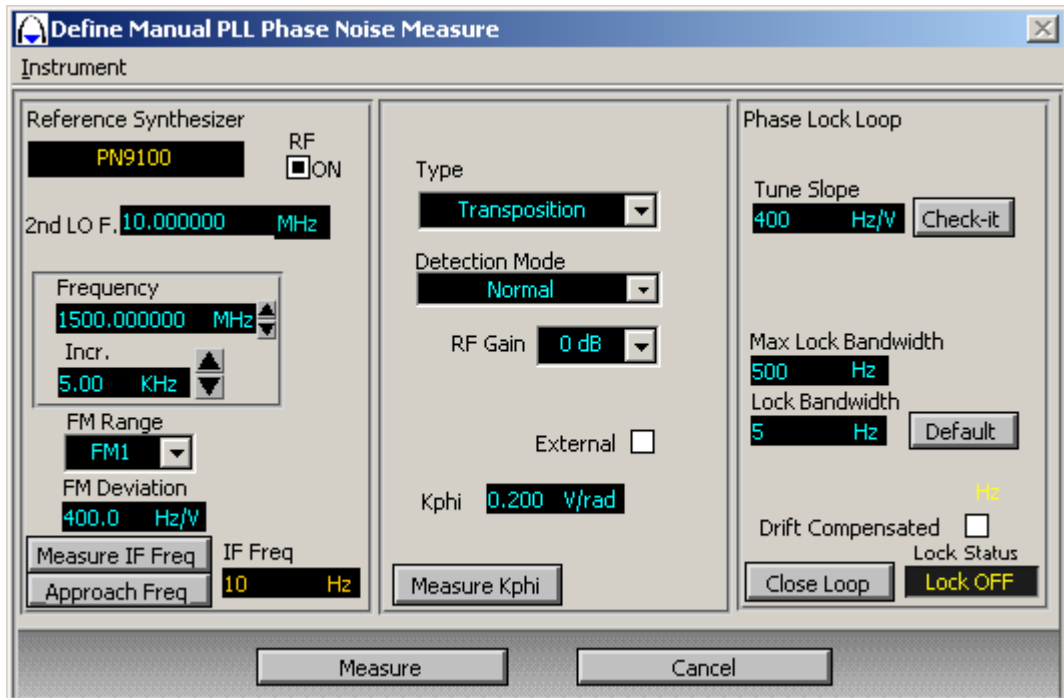 Define Manual PLL Phase Noise Measure
Instrument
Reference Synthesizer
PN9100
RF
ON
2nd LO F. 10.000000 MHz
Frequency
1500.000000 MHz
Incr.
5.00 KHz
FM Range
FM1
FM Deviation
400.0 Hz/V
Measure IF Freq
Approach Freq
IF Freq
10 Hz
Type
Transposition
Detection Mode
Normal
RF Gain 0 dB
External
Kphi 0.200 V/rad
Measure Kphi
Phase Lock Loop
Tune Slope
400 Hz/V
Check-it
Max Lock Bandwidth
500 Hz
Lock Bandwidth
5 Hz
Default
Hz
Drift Compensated
Lock Status
Close Loop
Lock OFF
Measure
Cancel